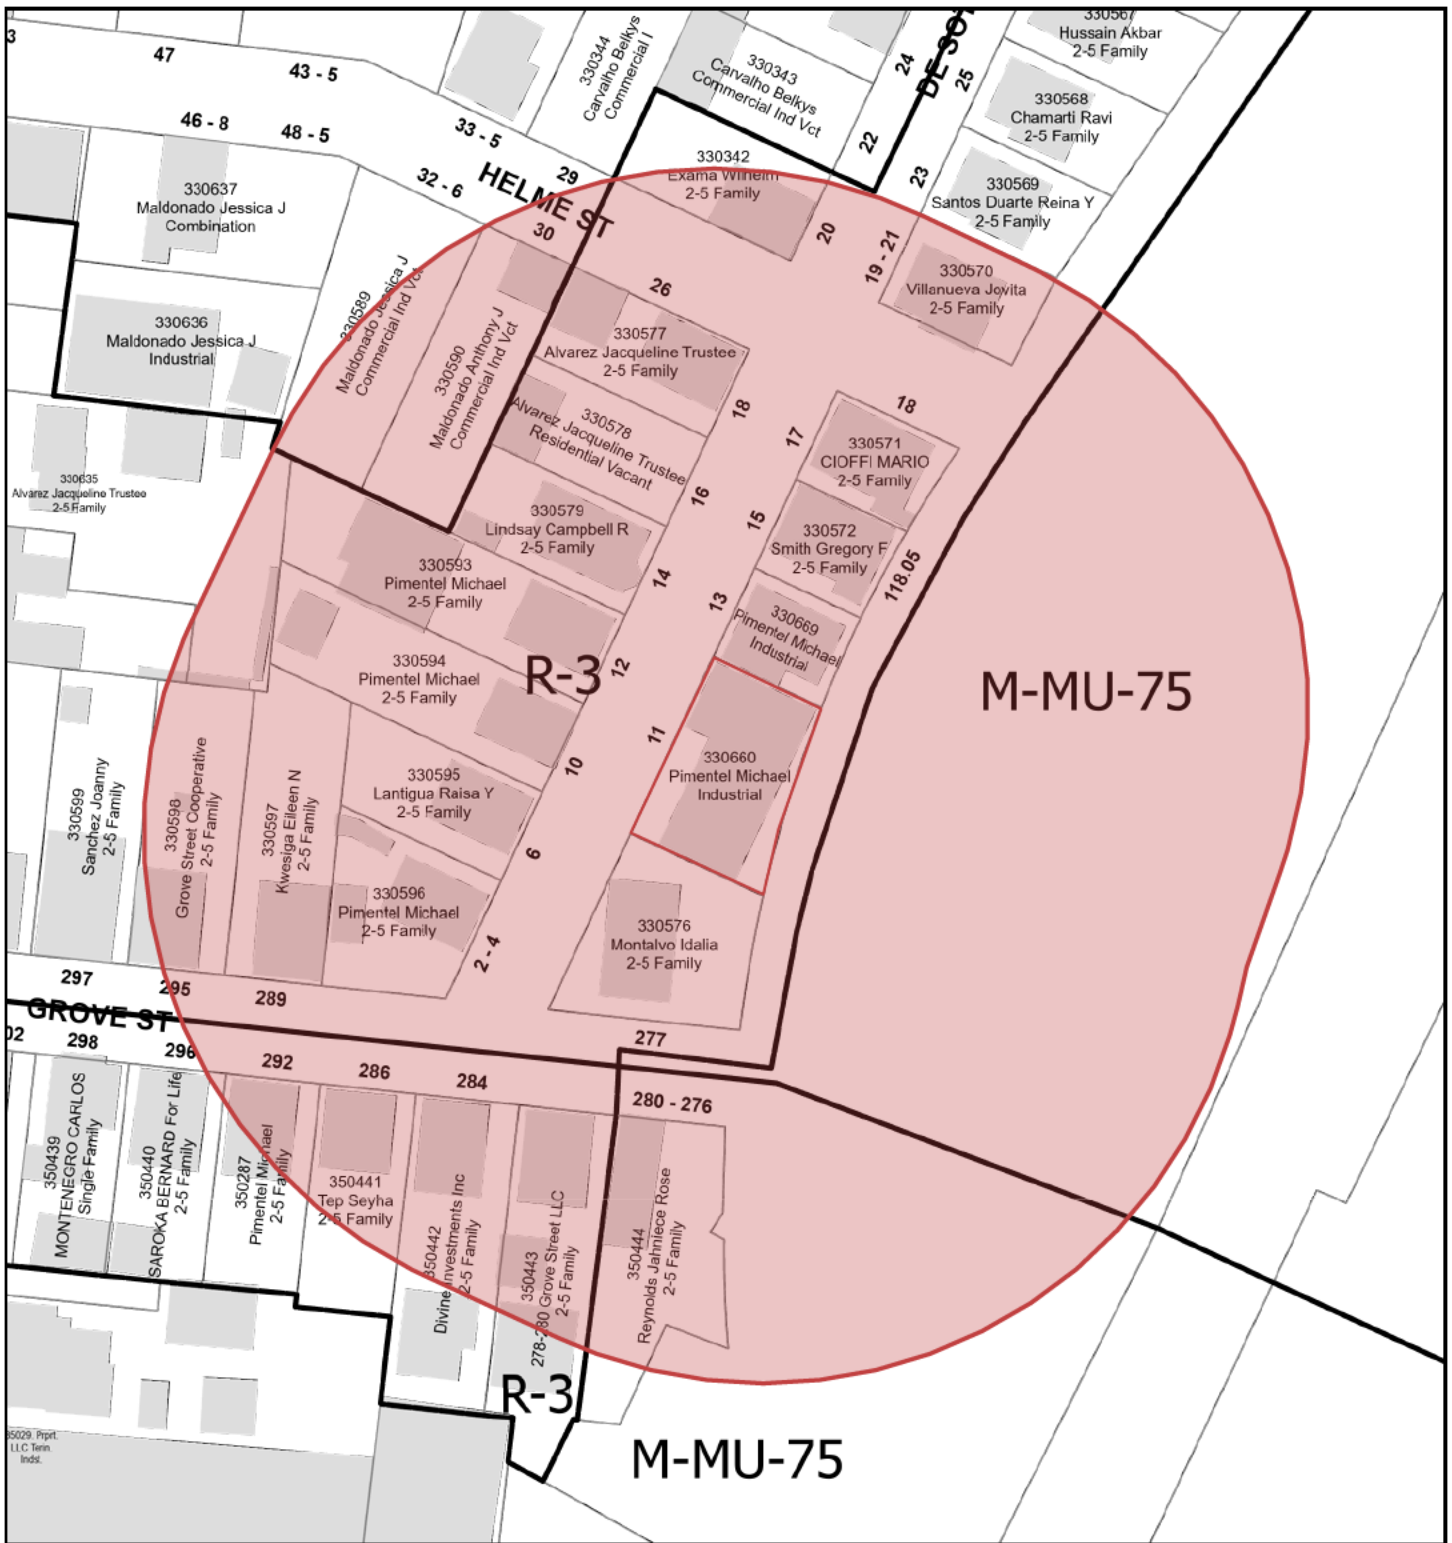 3
47
43 - 5
46 - 8
48 - 5
33 - 5
32 - 6
29
HELME ST
30
26
330344
Carvalho Belkys
Commercial I
330343
Carvalho Belkys
Commercial Ind Vct
24
DE SO
25
22
23
330567
Hussain Akbar
2-5 Family
330568
Chamarti Ravi
2-5 Family
330569
Santos Duarte Reina Y
2-5 Family
330342
Exama Wilhelm
2-5 Family
20
19 - 21
330570
Villanueva Jovita
2-5 Family
330637
Maldonado Jessica J
Combination
330636
Maldonado Jessica J
Industrial
330589
Maldonado Jessica J
Commercial Ind Vct
330590
Maldonado Anthony J
Commercial Ind Vct
330577
Alvarez Jacqueline Trustee
2-5 Family
18
330578
Alvarez Jacqueline Trustee
Residential Vacant
16
17
18
330571
CIOFFI MARIO
2-5 Family
330635
Alvarez Jacqueline Trustee
2-5 Family
330579
Lindsay Campbell R
2-5 Family
14
15
330572
Smith Gregory F
2-5 Family
118.05
330593
Pimentel Michael
2-5 Family
13
330669
Pimentel Michael
Industrial
330594
Pimentel Michael
2-5 Family
R-3
12
M-MU-75
11
330660
Pimentel Michael
Industrial
10
330595
Lantigua Raisa Y
2-5 Family
6
330599
Sanchez Joanny
2-5 Family
330598
Grove Street Cooperative
2-5 Family
330597
Kwesiga Eileen N
2-5 Family
330596
Pimentel Michael
2-5 Family
2 - 4
330576
Montalvo Idalia
2-5 Family
297
295
289
277
GROVE ST
02
298
296
292
286
284
280 - 276
350439
MONTENEGRO CARLOS
Single Family
350440
SAROKA BERNARD For Life
2-5 Family
350287
Pimentel Michael
2-5 Family
350441
Tep Seyha
2-5 Family
350442
Divine Investments Inc
2-5 Family
350443
278-280 Grove Street LLC
2-5 Family
350444
Reynolds Jahniece Rose
2-5 Family
R-3
M-MU-75
35029. Prprt.
LLC Terin.
Indsl.